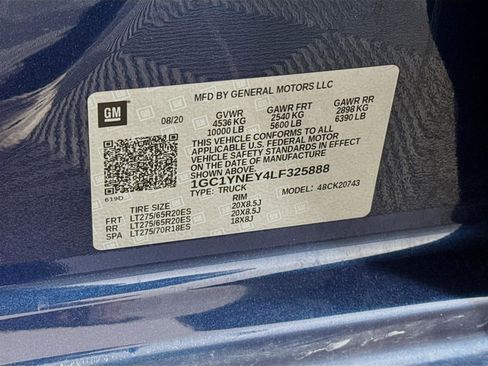 MFD BY GENERAL MOTORS LLC
GM
08/20 GVWR GAWR FRT GAWR RR
4536 KG 2540 KG 2898 KG
10000 LB 5600 LB 6390 LB
THIS VEHICLE CONFORMS TO ALL
APPLICABLE U.S. FEDERAL MOTOR
VEHICLE SAFETY STANDARDS IN EFFECT
ON THE DATE OF MANUFACTURE
SHOWN ABOVE.
1GC1YNEY4LF325888
TYPE: TRUCK MODEL: 48CK20743
619D
TIRE SIZE RIM
FRT LT275/65R20ES 20X8.5J
RR LT275/65R20ES 20X8.5J
SPA LT275/70R18ES 18X8J